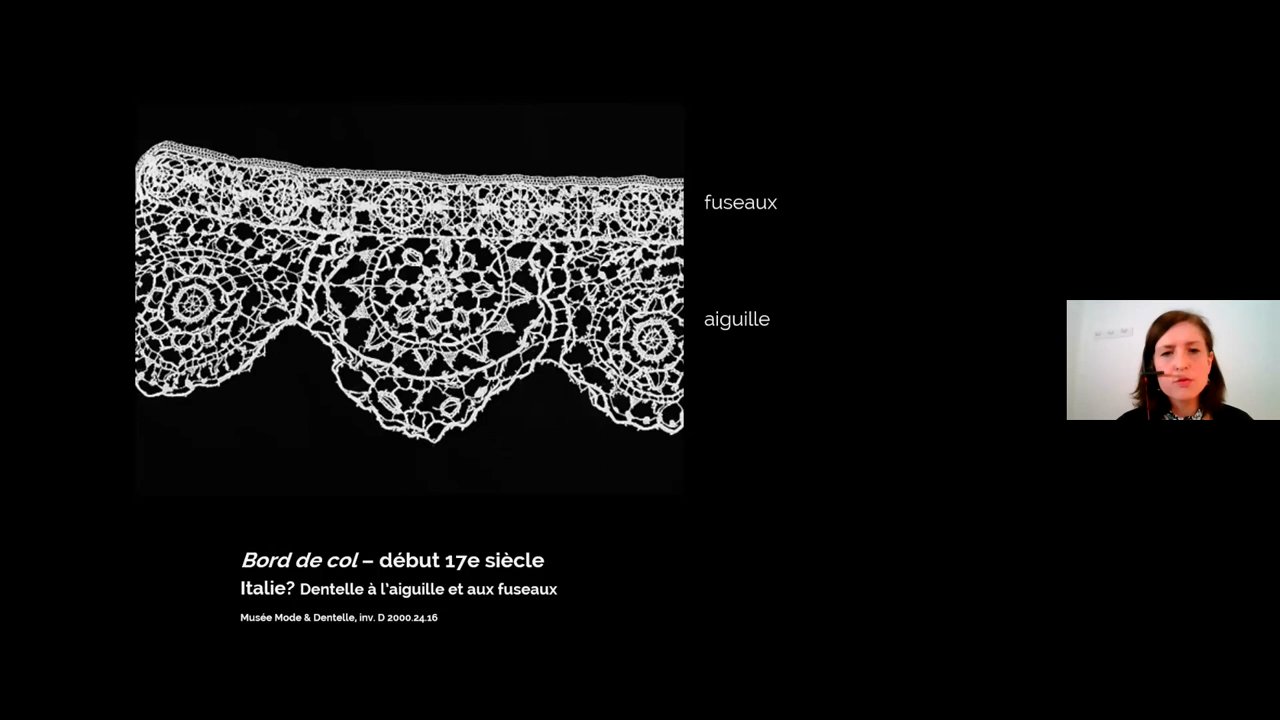 fuseaux
aiguille
Bord de col – début 17e siècle
Italie? Dentelle à l'aiguille et aux fuseaux
Musée Mode & Dentelle, inv. D 2000.24.16